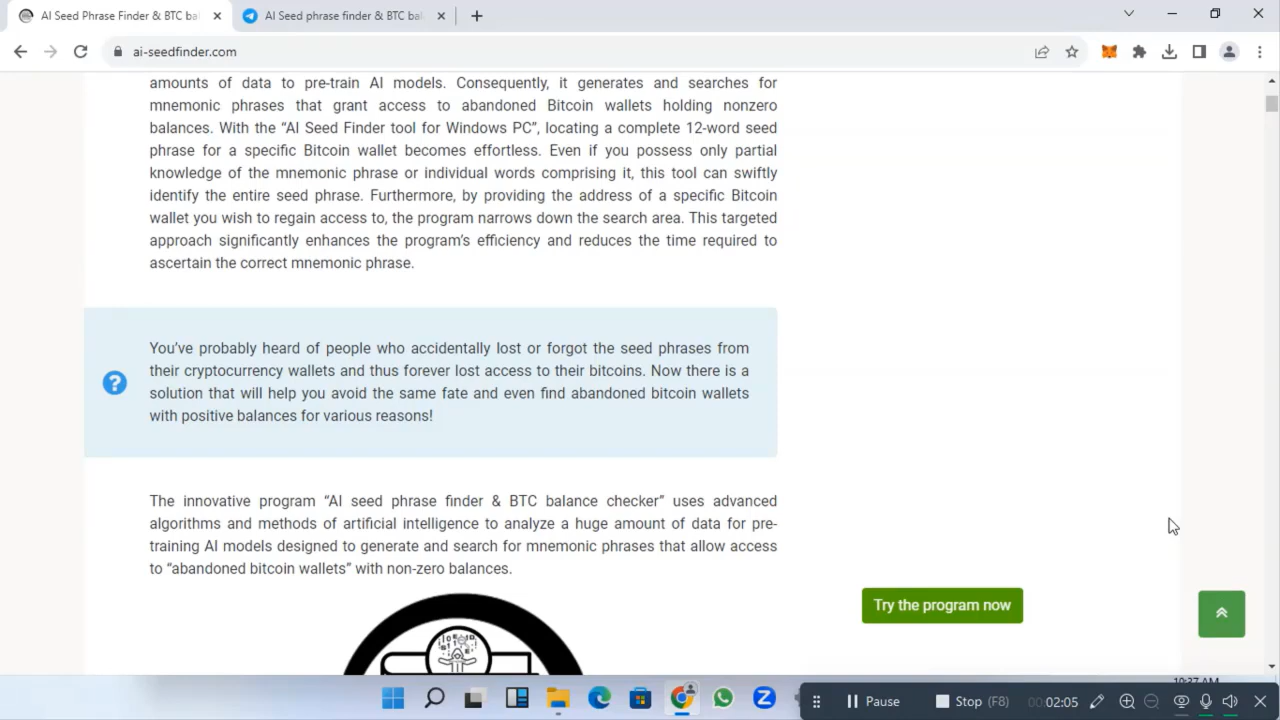 AI Seed Phrase Finder & BTC ba
AI Seed phrase finder & BTC bal
ai-seedfinder.com
amounts of data to pre-train AI models. Consequently, it generates and searches for
mnemonic phrases that grant access to abandoned Bitcoin wallets holding nonzero
balances. With the “AI Seed Finder tool for Windows PC”, locating a complete 12-word seed
phrase for a specific Bitcoin wallet becomes effortless. Even if you possess only partial
knowledge of the mnemonic phrase or individual words comprising it, this tool can swiftly
identify the entire seed phrase. Furthermore, by providing the address of a specific Bitcoin
wallet you wish to regain access to, the program narrows down the search area. This targeted
approach significantly enhances the program’s efficiency and reduces the time required to
ascertain the correct mnemonic phrase.
You’ve probably heard of people who accidentally lost or forgot the seed phrases from
their cryptocurrency wallets and thus forever lost access to their bitcoins. Now there is a
solution that will help you avoid the same fate and even find abandoned bitcoin wallets
with positive balances for various reasons!
The innovative program “AI seed phrase finder & BTC balance checker” uses advanced
algorithms and methods of artificial intelligence to analyze a huge amount of data for pre-
training AI models designed to generate and search for mnemonic phrases that allow access
to “abandoned bitcoin wallets” with non-zero balances.
Try the program now
10:37 AM
Pause
Stop (F8)
00:02:05